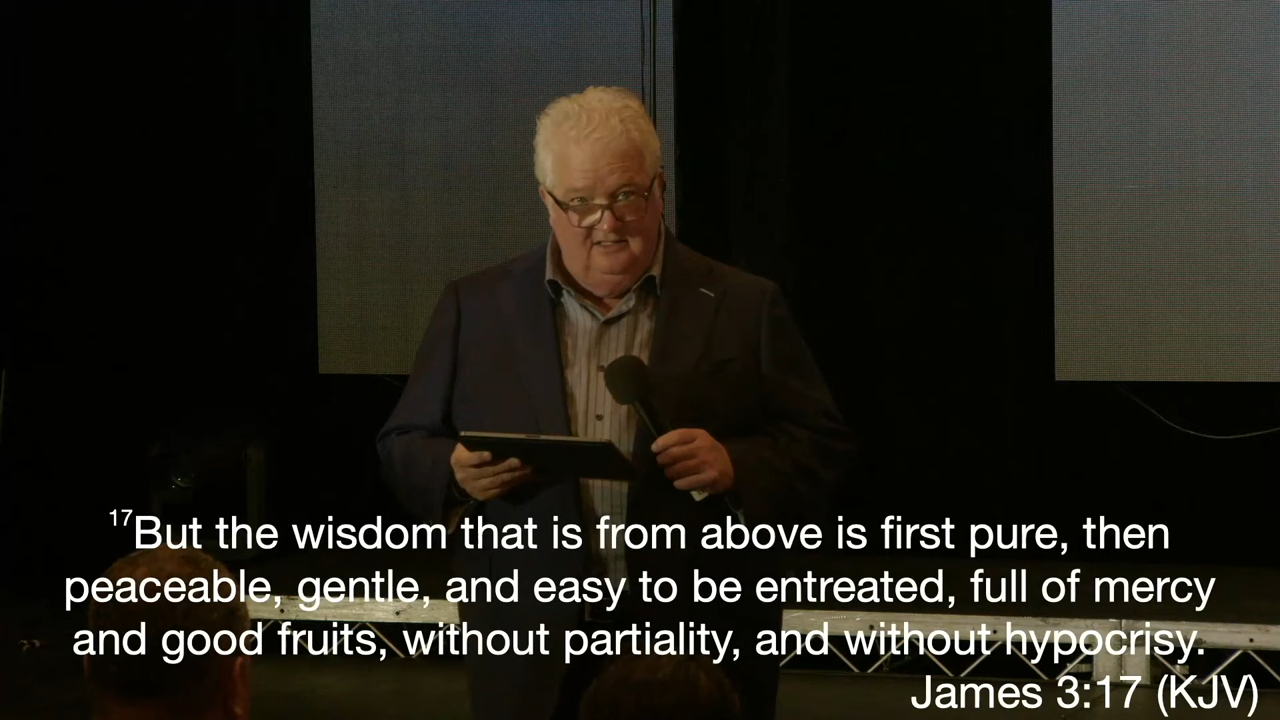 17But the wisdom that is from above is first pure, then
peaceable, gentle, and easy to be entreated, full of mercy
and good fruits, without partiality, and without hypocrisy.
James 3:17 (KJV)